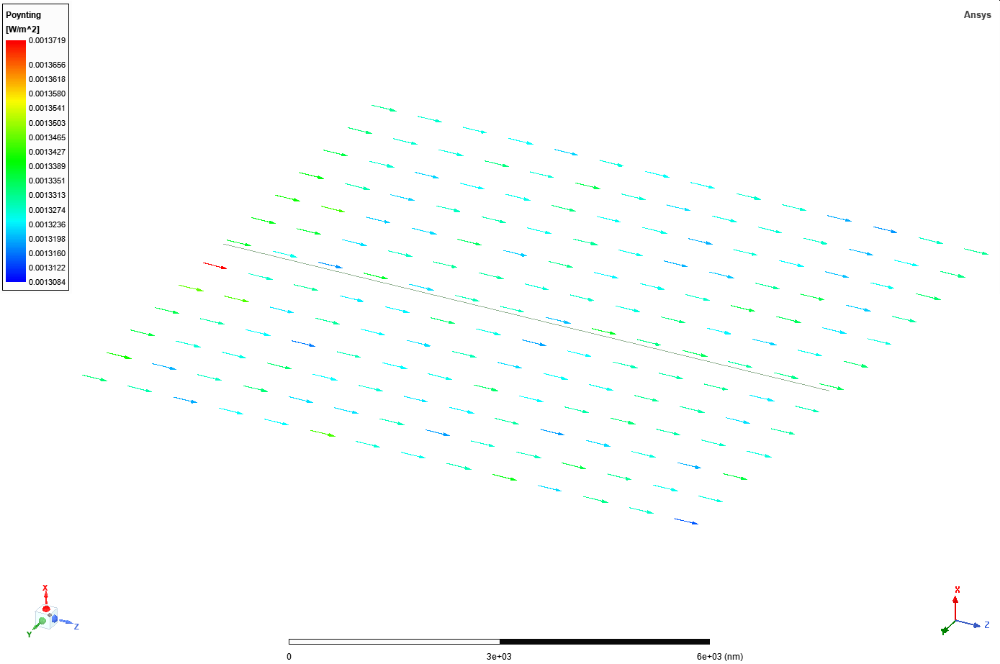 Poynting
[W/m^2]
0.0013719
0.0013656
0.0013618
0.0013580
0.0013541
0.0013503
0.0013465
0.0013427
0.0013389
0.0013351
0.0013313
0.0013274
0.0013236
0.0013198
0.0013160
0.0013122
0.0013084
Ansys
X
Y
Z
X
Y
Z
0
3e+03
6e+03 (nm)